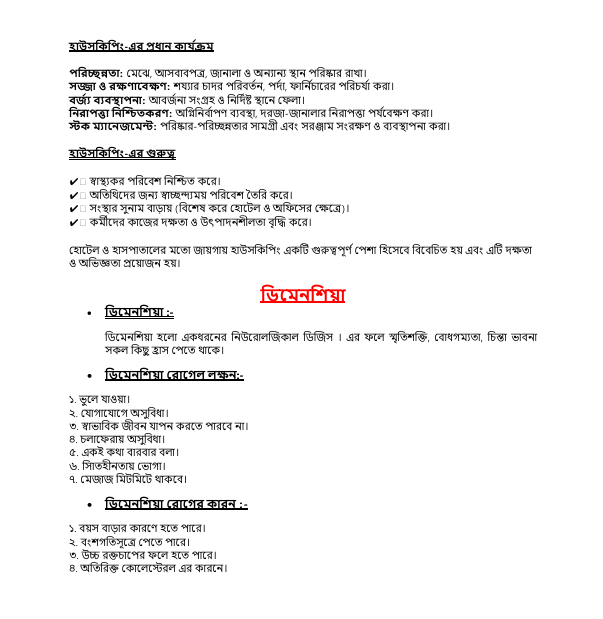 হাউসকিপিং-এর প্রধান কার্যক্রম
পরিচ্ছন্নতা: মেঝে, আসবাবপত্র, জানালা ও অন্যান্য স্থান পরিষ্কার রাখা।
সজ্জা ও রক্ষণাবেক্ষণ: শয্যার চাদর পরিবর্তন, পর্দা, ফার্নিচারের পরিচর্যা করা।
বর্জ্য ব্যবস্থাপনা: আবর্জনা সংগ্রহ ও নির্দিষ্ট স্থানে ফেলা।
নিরাপত্তা নিশ্চিতকরণ: অগ্নিনির্বাপণ ব্যবস্থা, দরজা-জানালার নিরাপত্তা পর্যবেক্ষণ করা।
স্টক ম্যানেজমেন্ট: পরিষ্কার-পরিচ্ছন্নতার সামগ্রী এবং সরঞ্জাম সংরক্ষণ ও ব্যবস্থাপনা করা।
হাউসকিপিং-এর গুরুত্ব
✔ স্বাস্থ্যকর পরিবেশ নিশ্চিত করে।
✔ অতিথিদের জন্য স্বাচ্ছন্দ্যময় পরিবেশ তৈরি করে।
✔ সংস্থার সুনাম বাড়ায় (বিশেষ করে হোটেল ও অফিসের ক্ষেত্রে)।
✔ কর্মীদের কাজের দক্ষতা ও উৎপাদনশীলতা বৃদ্ধি করে।
হোটেল ও হাসপাতালের মতো জায়গায় হাউসকিপিং একটি গুরুত্বপূর্ণ পেশা হিসেবে বিবেচিত হয় এবং এটি দক্ষতা
ও অভিজ্ঞতা প্রয়োজন হয়।
ডিমেনশিয়া
• ডিমেনশিয়া :-
ডিমেনশিয়া হলো একধরনের নিউরোলজিকাল ডিজিস । এর ফলে স্মৃতিশক্তি, বোধগম্যতা, চিন্তা ভাবনা
সকল কিছু হ্রাস পেতে থাকে।
• ডিমেনশিয়া রোগেল লক্ষন:-
১. ভুলে যাওয়া।
২. যোগাযোগে অসুবিধা।
৩. স্বাভাবিক জীবন যাপন করতে পারবে না।
৪. চলাফেরায় অসুবিধা।
৫. একই কথা বারবার বলা।
৬. সিাতহীনতায় ভোগা।
৭. মেজাজ মিটমিটে থাকবে।
• ডিমেনশিয়া রোগের কারন :-
১. বয়স বাড়ার কারণে হতে পারে।
২. বংশগতিসূত্রে পেতে পারে।
৩. উচ্চ রক্তচাপের ফলে হতে পারে।
৪. অতিরিক্ত কোলেস্টেরল এর কারনে।